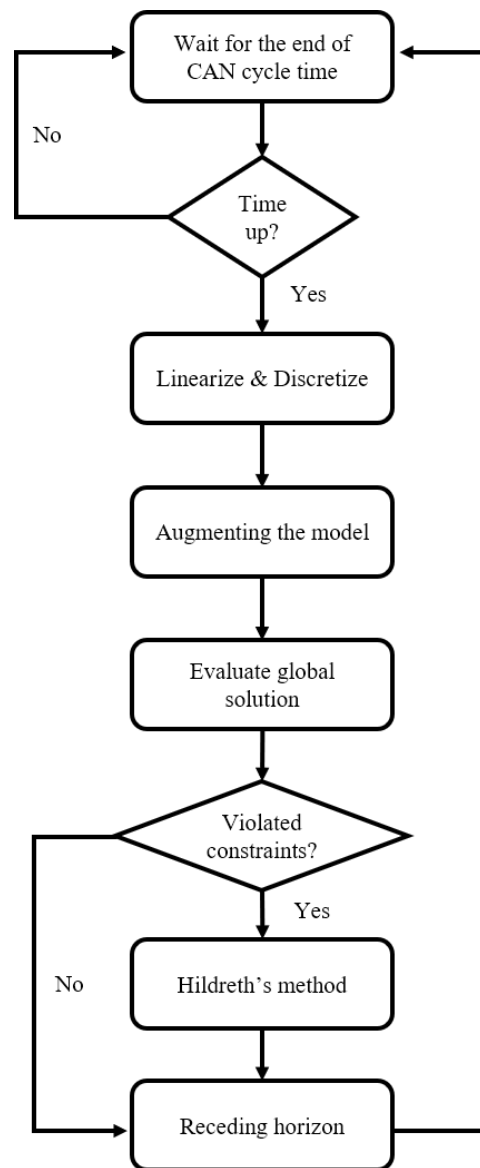 Wait for the end of
CAN cycle time
No
Time
up?
Yes
Linearize & Discretize
Augmenting the model
Evaluate global
solution
Violated
constraints?
Yes
No
Hildreth's method
Receding horizon